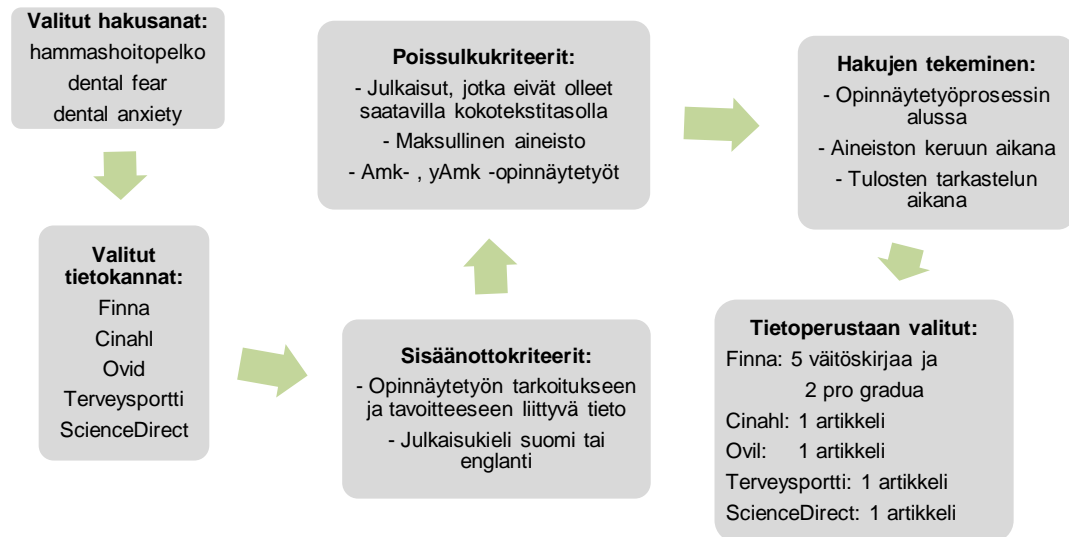 Valitut hakusanat:
hammashoitopelko
dental fear
dental anxiety
Valitut
tietokannat:
Finna
Cinahl
Ovid
Terveysportti
ScienceDirect
Sisäänottokriteerit:
- Opinnäytetyön tarkoitukseen
ja tavoitteeseen liittyvä tieto
- Julkaisukieli suomi tai
englanti
Poissulkukriteerit:
- Julkaisut, jotka eivät olleet
saatavilla kokotekstitasolla
- Maksullinen aineisto
- Amk- , yAmk -opinnäytetyöt
Hakujen tekeminen:
- Opinnäytetyöprosessin
alussa
- Aineiston keruun aikana
- Tulosten tarkastelun
aikana
Tietoperustaan valitut:
Finna: 5 väitöskirjaa ja
2 pro gradua
Cinahl: 1 artikkeli
Ovil: 1 artikkeli
Terveysportti: 1 artikkeli
ScienceDirect: 1 artikkeli